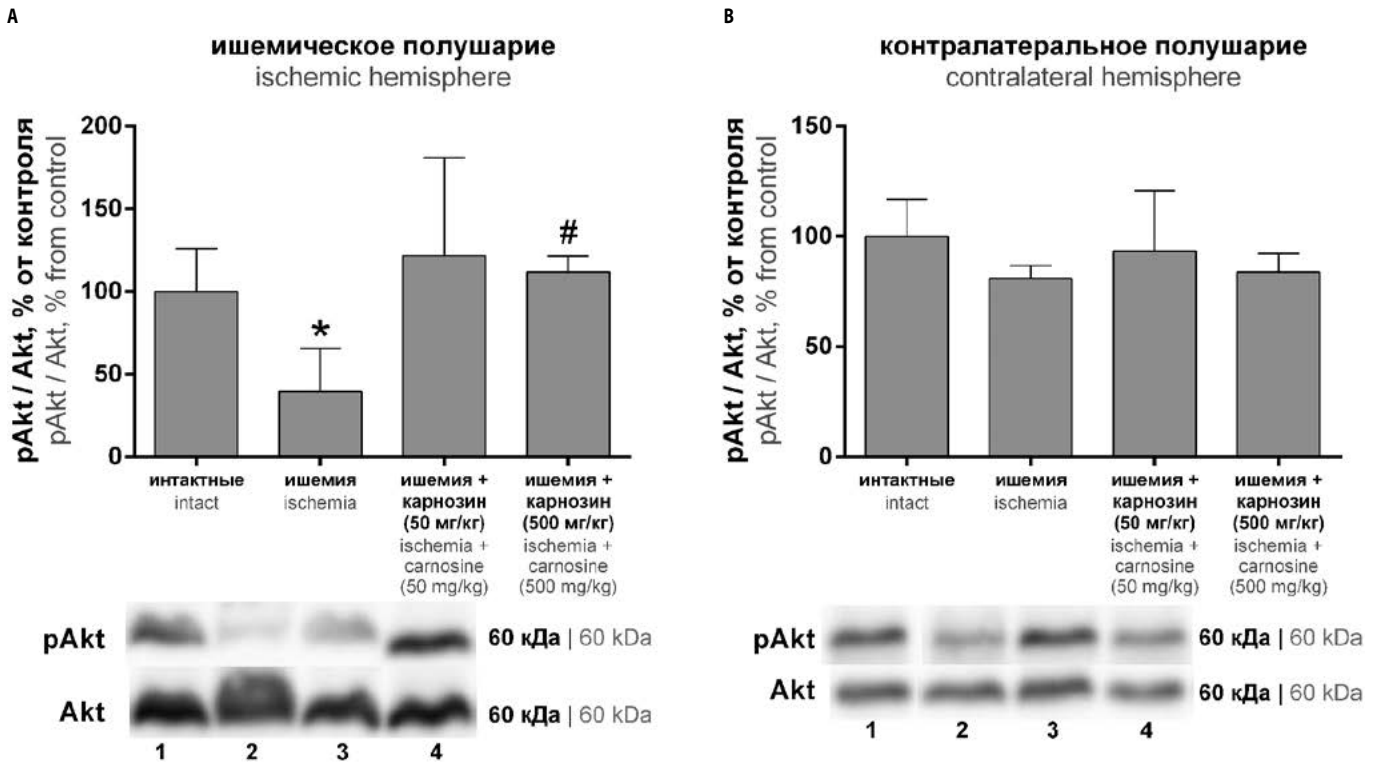 A
ишемическое полушарие
ischemic hemisphere
pAkt / Akt, % от контроля
pAkt / Akt, % from control
200
150
100
50
0
*
#
интактные
intact
ишемия
ischemia
ишемия +
карнозин
(50 мг/кг)
ischemia +
carnosine
(50 mg/kg)
ишемия +
карнозин
(500 мг/кг)
ischemia +
carnosine
(500 mg/kg)
pAkt
60 кДа | 60 kDa
Akt
60 кДа | 60 kDa
1 2 3 4
B
контралатеральное полушарие
contralateral hemisphere
pAkt / Akt, % от контроля
pAkt / Akt, % from control
150
100
50
0
интактные
intact
ишемия
ischemia
ишемия +
карнозин
(50 мг/кг)
ischemia +
carnosine
(50 mg/kg)
ишемия +
карнозин
(500 мг/кг)
ischemia +
carnosine
(500 mg/kg)
pAkt
60 кДа | 60 kDa
Akt
60 кДа | 60 kDa
1 2 3 4